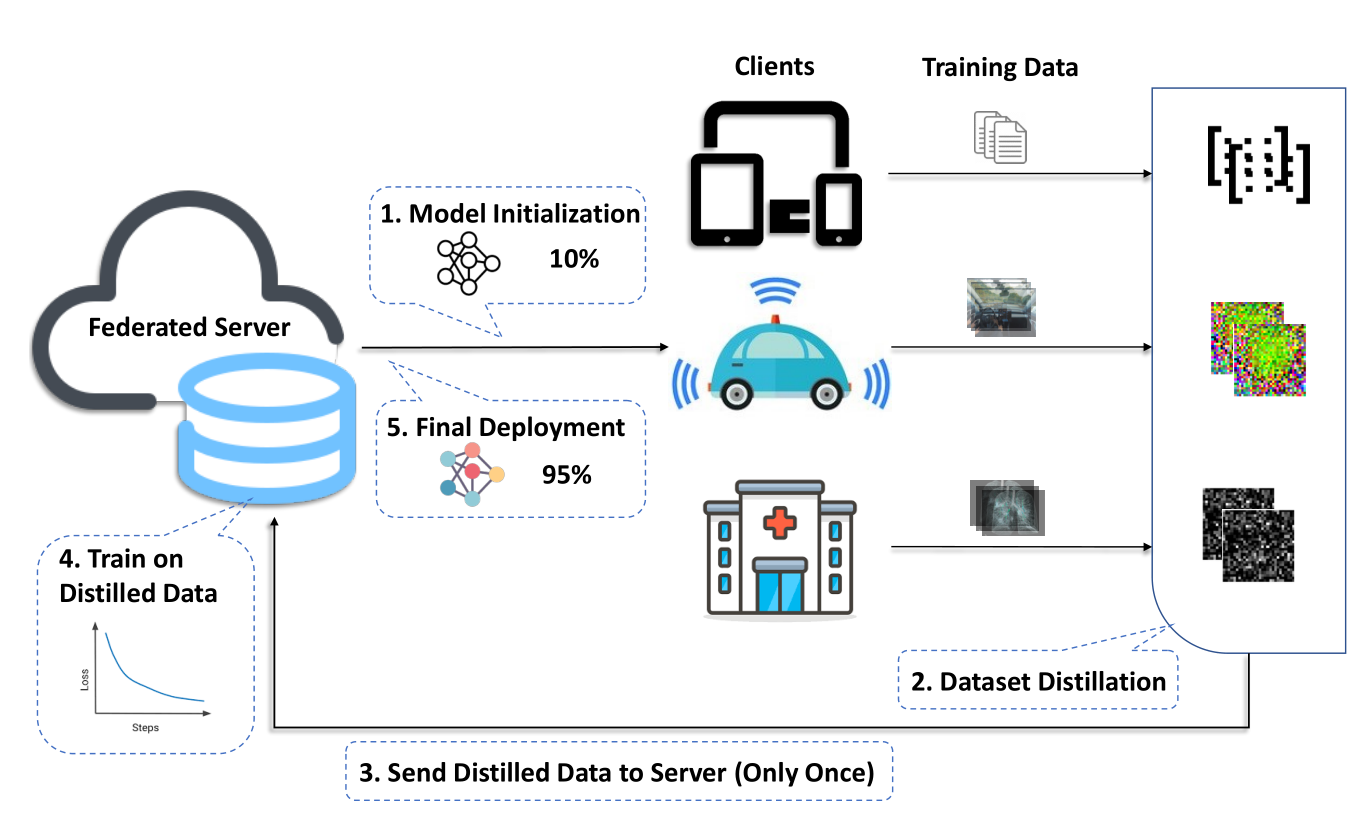 Clients
Training Data
1. Model Initialization
10%
Federated Server
5. Final Deployment
95%
4. Train on
Distilled Data
Loss
Steps
2. Dataset Distillation
3. Send Distilled Data to Server (Only Once)